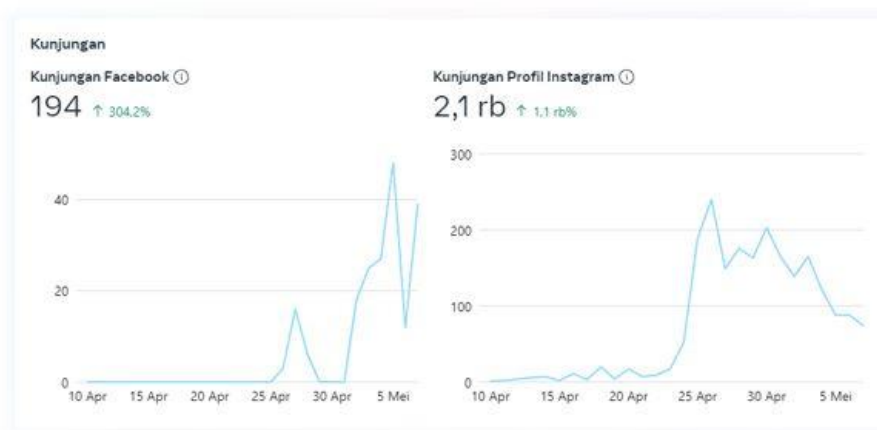 Kunjungan
Kunjungan Facebook
194 ↑ 304,2%
40
20
0
10 Apr 15 Apr 20 Apr 25 Apr 30 Apr 5 Mei
Kunjungan Profil Instagram
2,1 rb ↑ 1,1 rb%
300
200
100
0
10 Apr 15 Apr 20 Apr 25 Apr 30 Apr 5 Mei